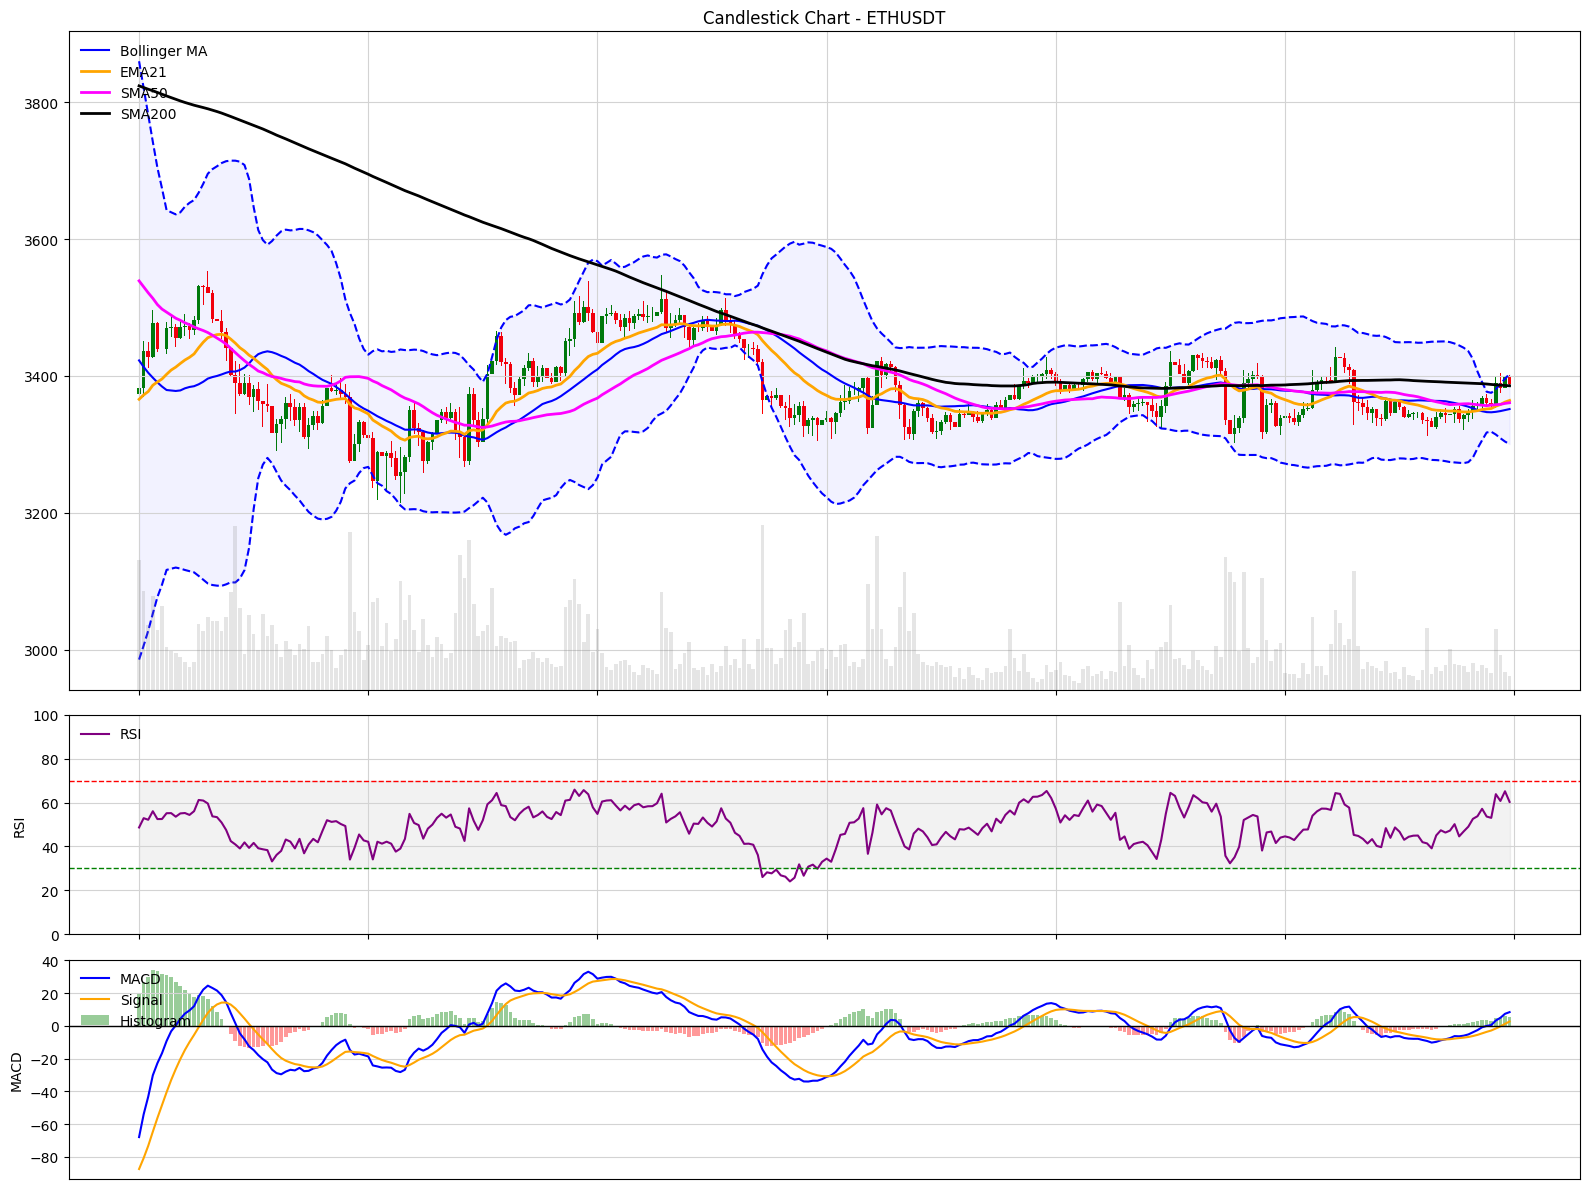 Candlestick Chart - ETHUSDT
Bollinger MA
EMA21
SMA50
SMA200
3800
3600
3400
3200
3000
RSI
100
80
60
40
20
0
RSI
MACD
Signal
Histogram
40
20
0
−20
−40
−60
−80
MACD